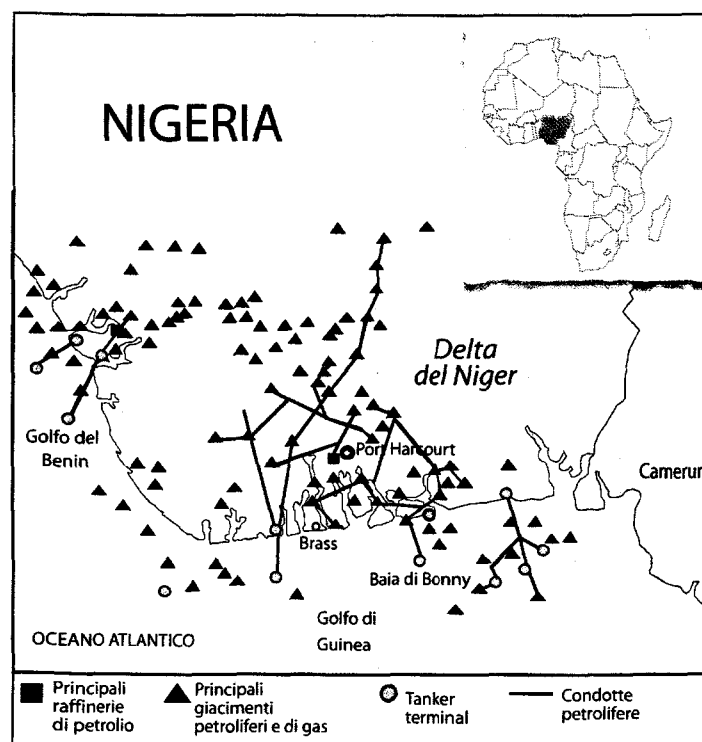 NIGERIA
Delta
del Niger
Golfo del
Benin
Port Harcourt
Camerun
Brass
Baia di Bonny
Golfo di
Guinea
OCEANO ATLANTICO
Principali
raffinerie
di petrolio
Principali
giacimenti
petroliferi e di gas
Tanker
terminal
Condotte
petrolifere